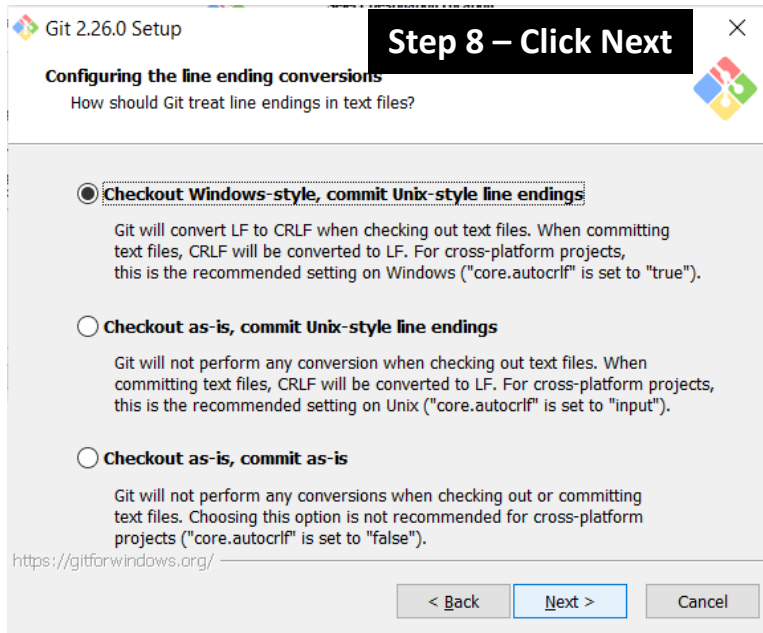 Git 2.26.0 Setup
Step 8 – Click Next
Configuring the line ending conversions
How should Git treat line endings in text files?
Checkout Windows-style, commit Unix-style line endings
Git will convert LF to CRLF when checking out text files. When committing
text files, CRLF will be converted to LF. For cross-platform projects,
this is the recommended setting on Windows ("core.autocrlf" is set to "true").
Checkout as-is, commit Unix-style line endings
Git will not perform any conversion when checking out text files. When
committing text files, CRLF will be converted to LF. For cross-platform projects,
this is the recommended setting on Unix ("core.autocrlf" is set to "input").
Checkout as-is, commit as-is
Git will not perform any conversions when checking out or committing
text files. Choosing this option is not recommended for cross-platform
projects ("core.autocrlf" is set to "false").
https://gitforwindows.org/
< Back
Next >
Cancel